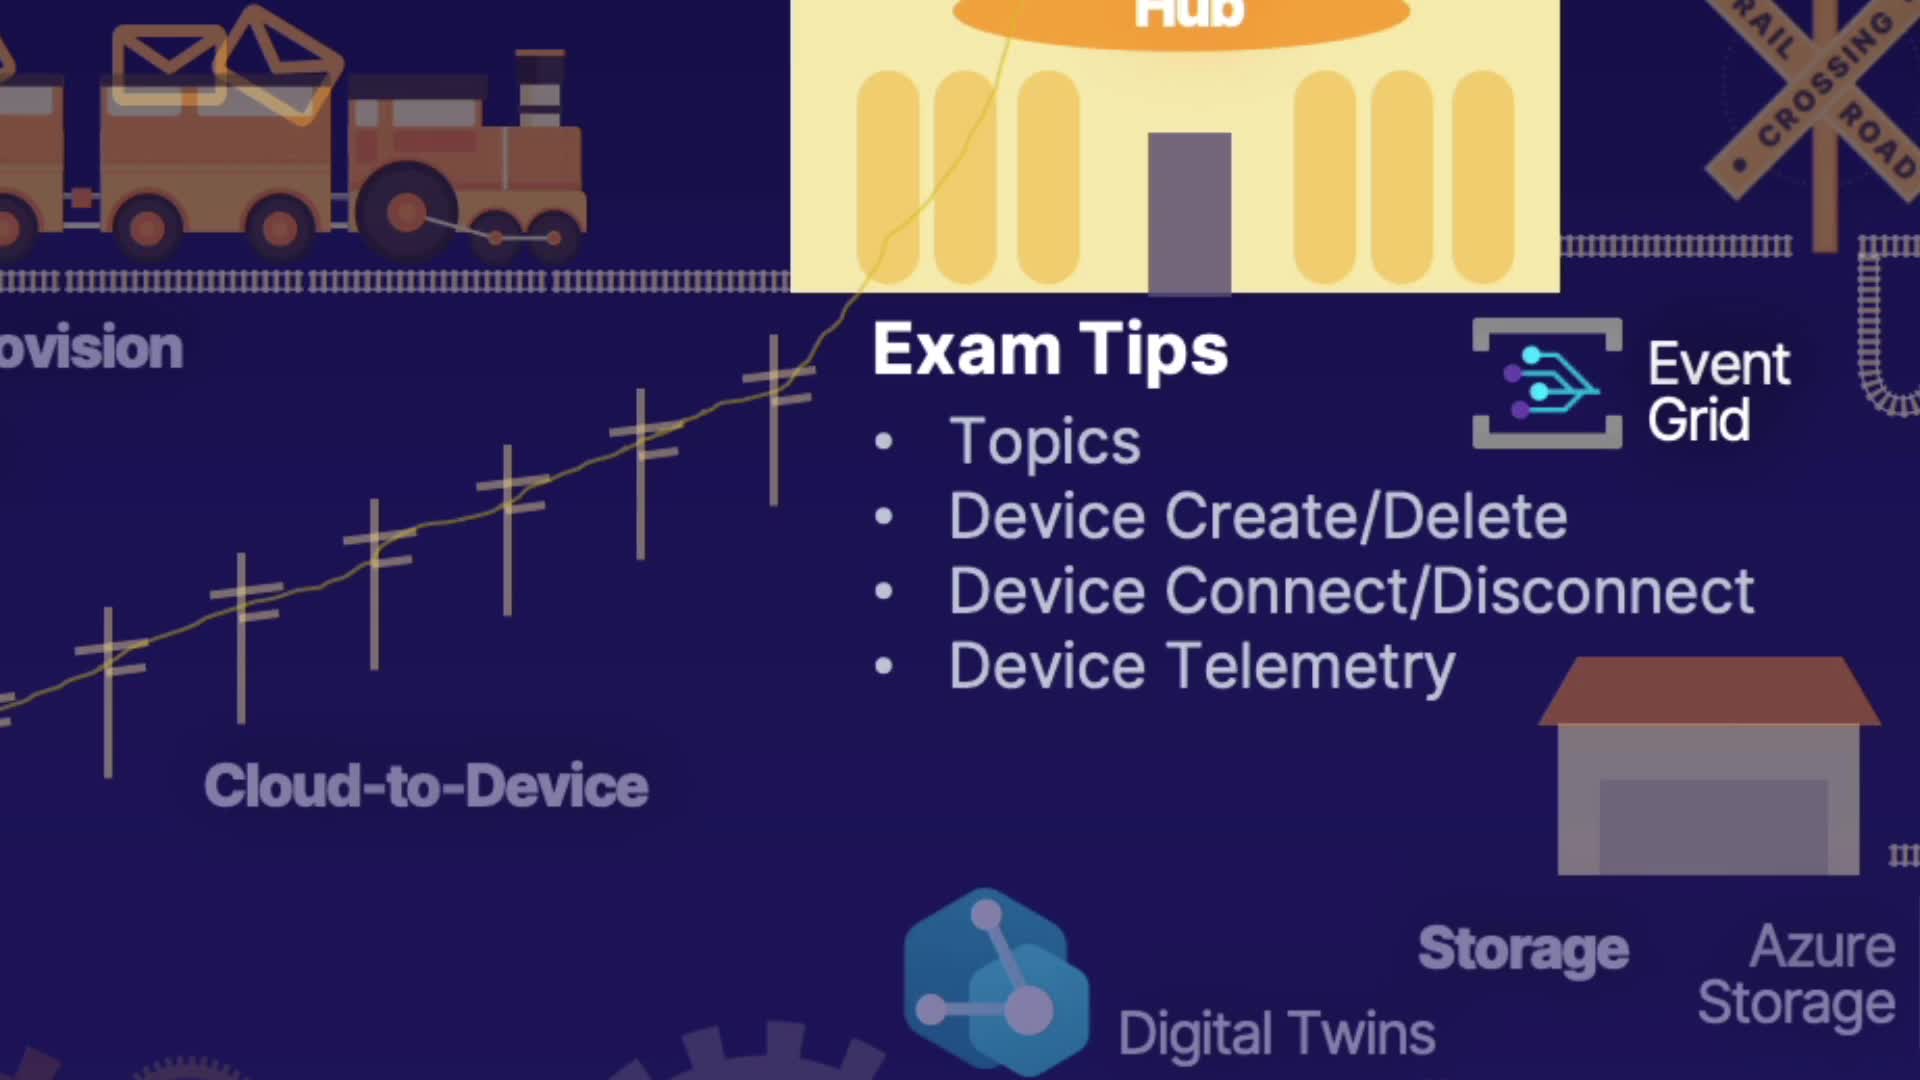 Hub
RAIL
CROSSING
ROAD
ovision
Exam Tips
Event
Grid
• Topics
• Device Create/Delete
• Device Connect/Disconnect
• Device Telemetry
Cloud-to-Device
Storage
Azure
Storage
Digital Twins